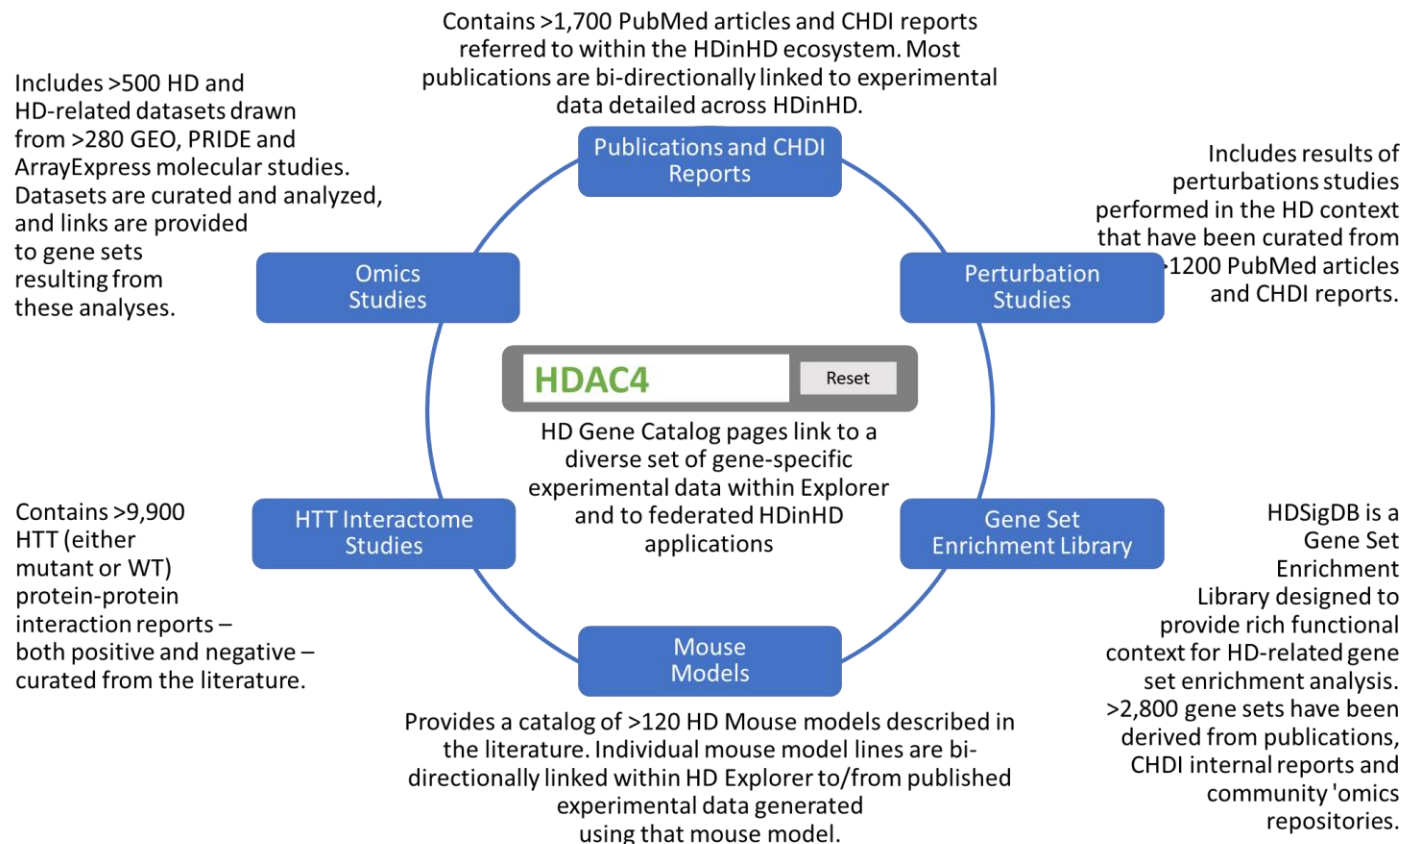 Contains >1,700 PubMed articles and CHDI reports
referred to within the HDinHD ecosystem. Most
publications are bi-directionally linked to experimental
data detailed across HDinHD.
Publications and CHDI
Reports
Includes >500 HD and
HD-related datasets drawn
from >280 GEO, PRIDE and
ArrayExpress molecular studies.
Datasets are curated and analyzed,
and links are provided
to gene sets
resulting from
these analyses.
Omics
Studies
Includes results of
perturbations studies
performed in the HD context
that have been curated from
>1200 PubMed articles
and CHDI reports.
Perturbation
Studies
HDAC4
Reset
HD Gene Catalog pages link to a
diverse set of gene-specific
experimental data within Explorer
and to federated HDinHD
applications
Contains >9,900
HTT (either
mutant or WT)
protein-protein
interaction reports –
both positive and negative –
curated from the literature.
HTT Interactome
Studies
Gene Set
Enrichment Library
HDSigDB is a
Gene Set
Enrichment
Library designed to
provide rich functional
context for HD-related gene
set enrichment analysis.
>2,800 gene sets have been
derived from publications,
CHDI internal reports and
community 'omics
repositories.
Mouse
Models
Provides a catalog of >120 HD Mouse models described in
the literature. Individual mouse model lines are bi-
directionally linked within HD Explorer to/from published
experimental data generated
using that mouse model.